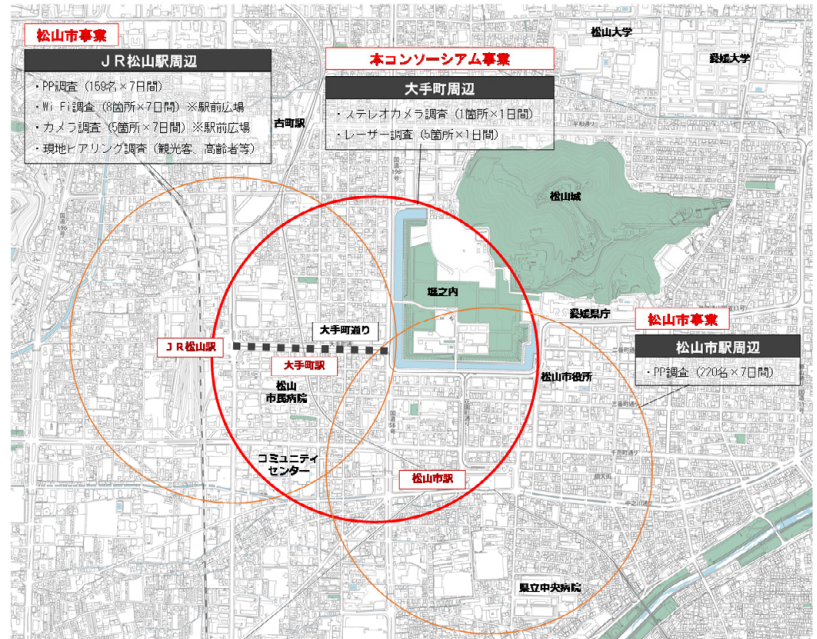 松山市事業
ＪＲ松山駅周辺
・PP調査（159名×7日間）
・Wi-Fi調査（8箇所×7日間）※駅前広場
・カメラ調査（5箇所×7日間）※駅前広場
・現地ヒアリング調査（観光客、高齢者等）
本コンソーシアム事業
大手町周辺
・ステレオカメラ調査（1箇所×1日間）
・レーザー調査（5箇所×1日間）
松山大学
愛媛大学
古町駅
松山城
堀之内
愛媛県庁
松山市事業
松山市駅周辺
・PP調査（220名×7日間）
大手町通り
ＪＲ松山駅
大手町駅
松山
市民病院
松山市役所
コミュニティ
センター
松山市駅
県立中央病院